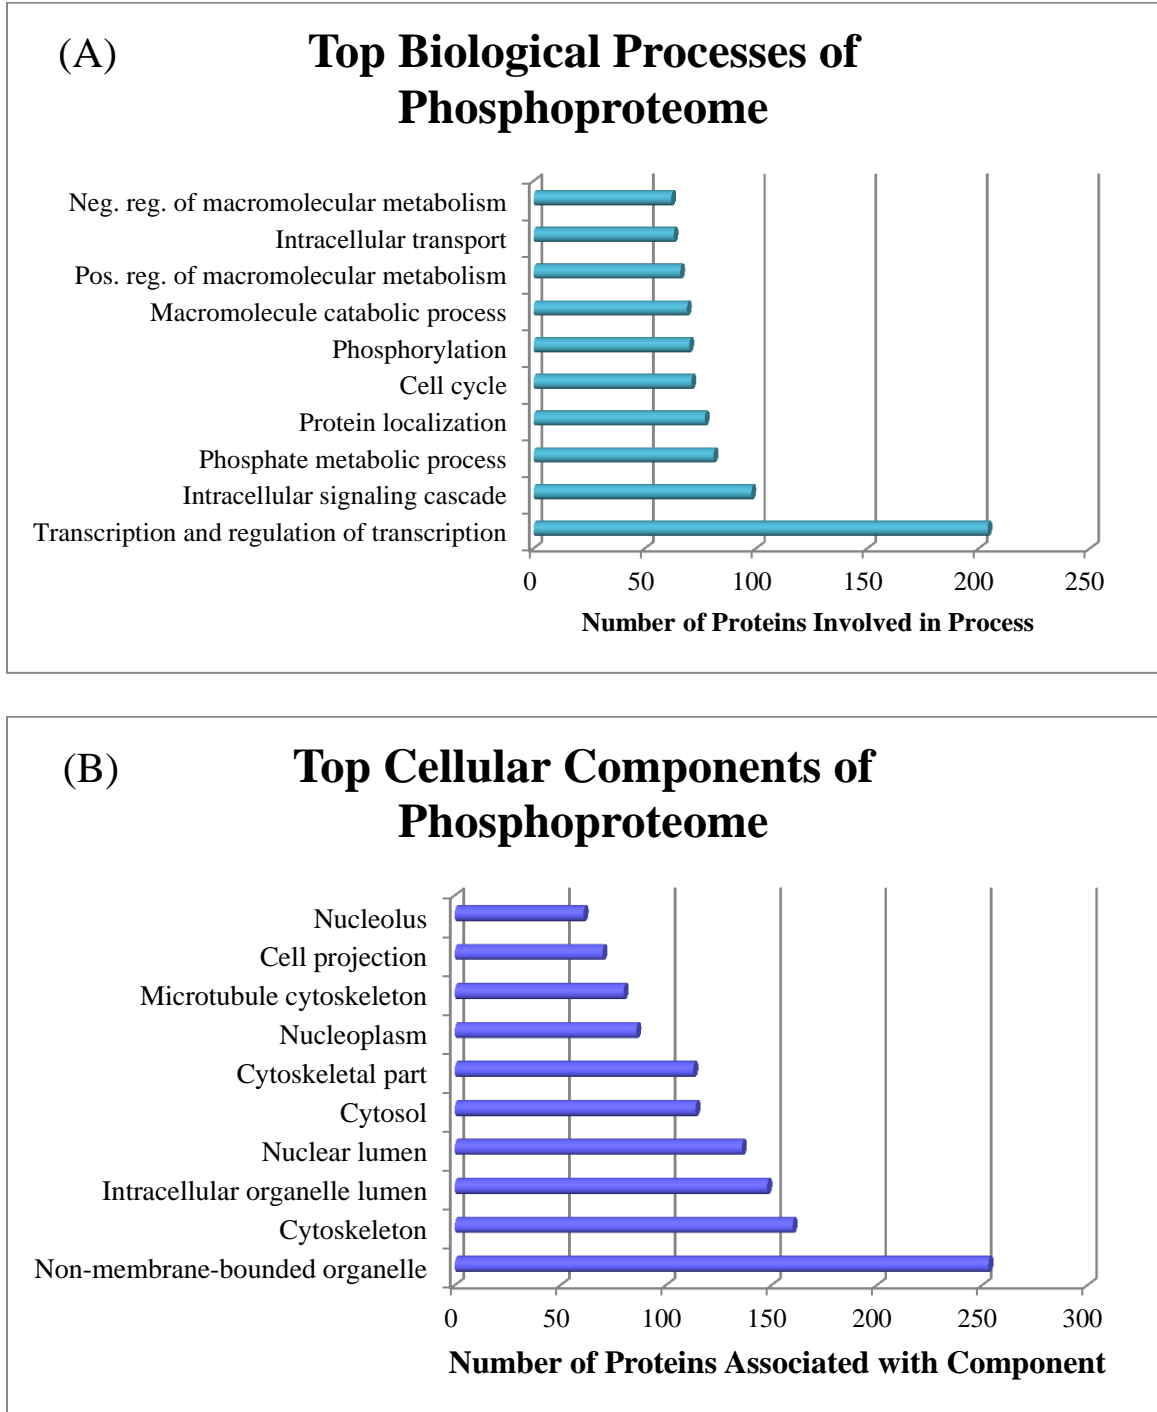 (A)
Top Biological Processes of
Phosphoproteome
Neg. reg. of macromolecular metabolism
Intracellular transport
Pos. reg. of macromolecular metabolism
Macromolecule catabolic process
Phosphorylation
Cell cycle
Protein localization
Phosphate metabolic process
Intracellular signaling cascade
Transcription and regulation of transcription
0 50 100 150 200 250
Number of Proteins Involved in Process
(B)
Top Cellular Components of
Phosphoproteome
Nucleolus
Cell projection
Microtubule cytoskeleton
Nucleoplasm
Cytoskeletal part
Cytosol
Nuclear lumen
Intracellular organelle lumen
Cytoskeleton
Non-membrane-bounded organelle
0 50 100 150 200 250 300
Number of Proteins Associated with Component